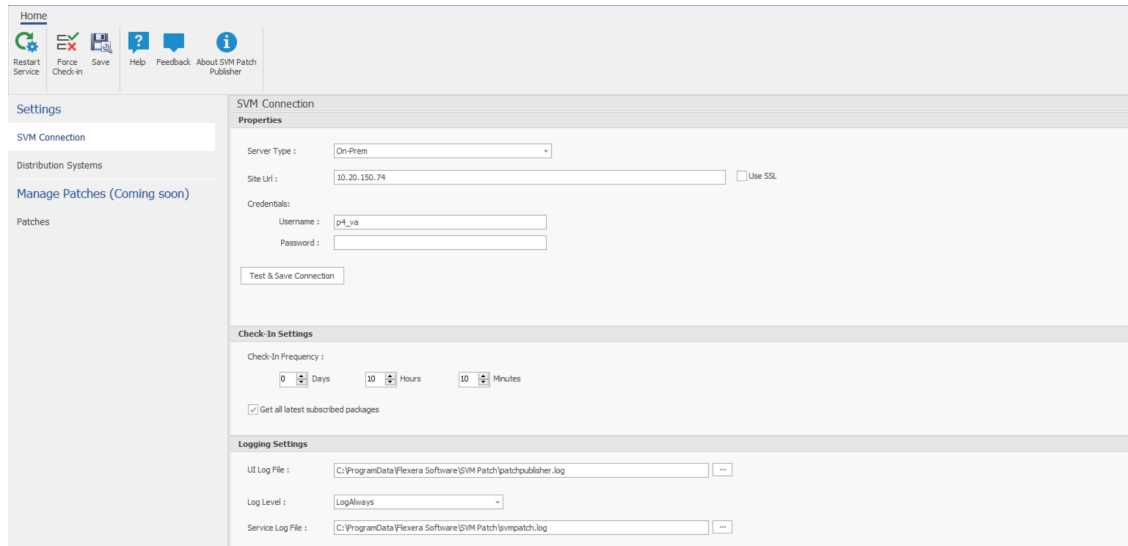 Home
Restart Service
Force Check-in
Save
Help
Feedback
About SVM Patch Publisher
Settings
SVM Connection
Distribution Systems
Manage Patches (Coming soon)
Patches
SVM Connection
Properties
Server Type : On-Prem
Site Url : 10.20.150.74 Use SSL
Credentials:
Username : p4_va
Password :
Test & Save Connection
Check-In Settings
Check-In Frequency :
0 Days 10 Hours 10 Minutes
Get all latest subscribed packages
Logging Settings
UI Log File : C:\ProgramData\Flexera Software\SVM Patch\patchpublisher.log ...
Log Level : LogAlways
Service Log File : C:\ProgramData\Flexera Software\SVM Patch\svmpatch.log ...